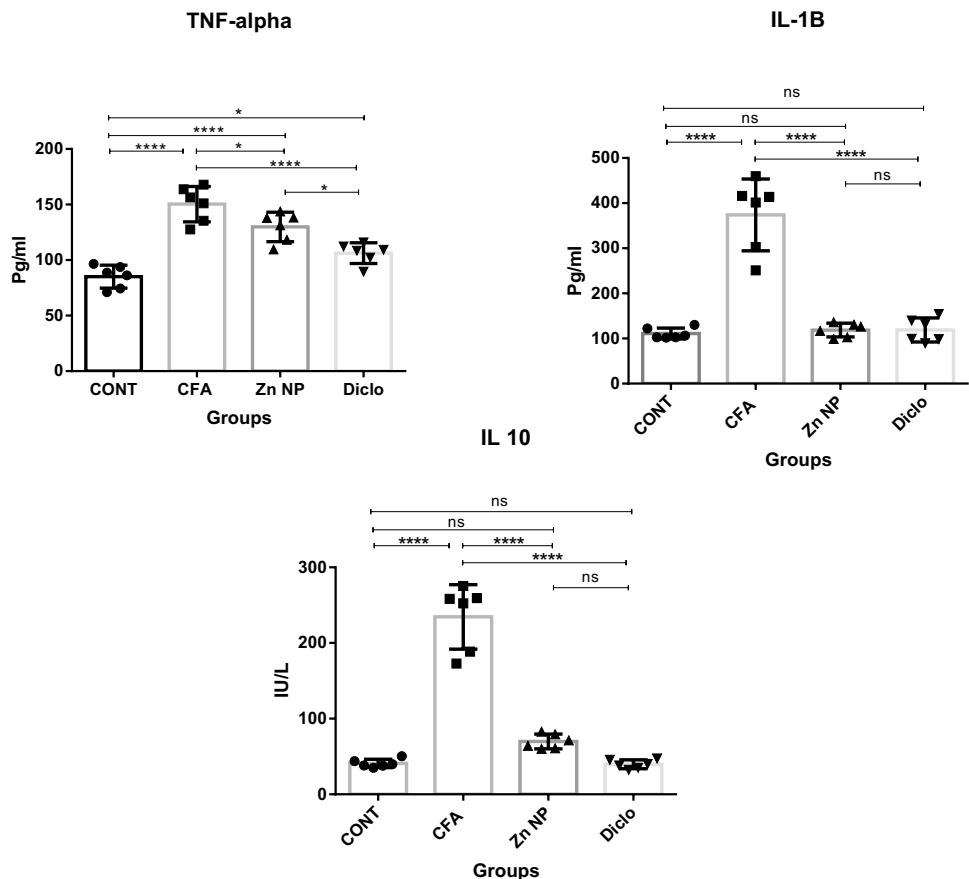 TNF-alpha
*
****
**** *
****
*
200
150
100
50
0
Pg/ml
CONT CFA Zn NP Diclo
Groups
IL-1B
ns
ns
**** ****
****
ns
500
400
300
200
100
0
Pg/ml
CONT CFA Zn NP Diclo
Groups
IL 10
ns
ns
**** ****
****
ns
300
200
100
0
IU/L
CONT CFA Zn NP Diclo
Groups